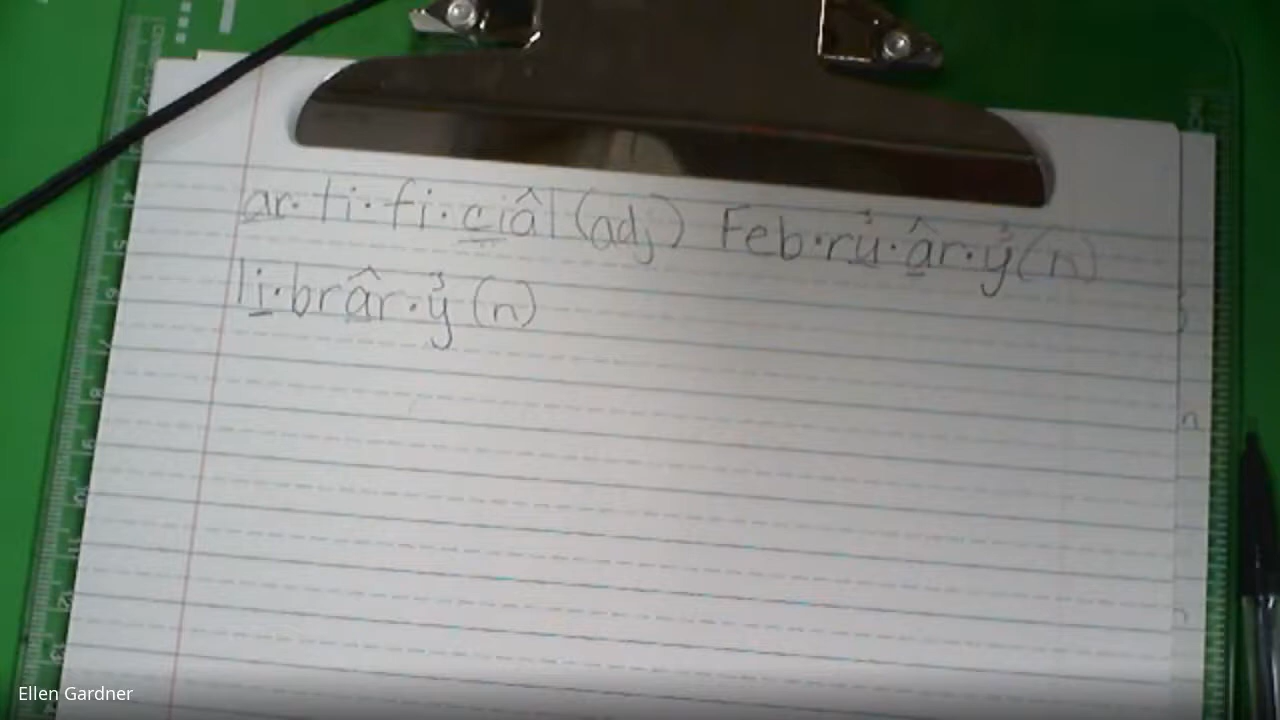 ar·ti·fi·ciâl (adj) Feb·ru·âr·y (n)
li·brâr·y (n)
Ellen Gardner